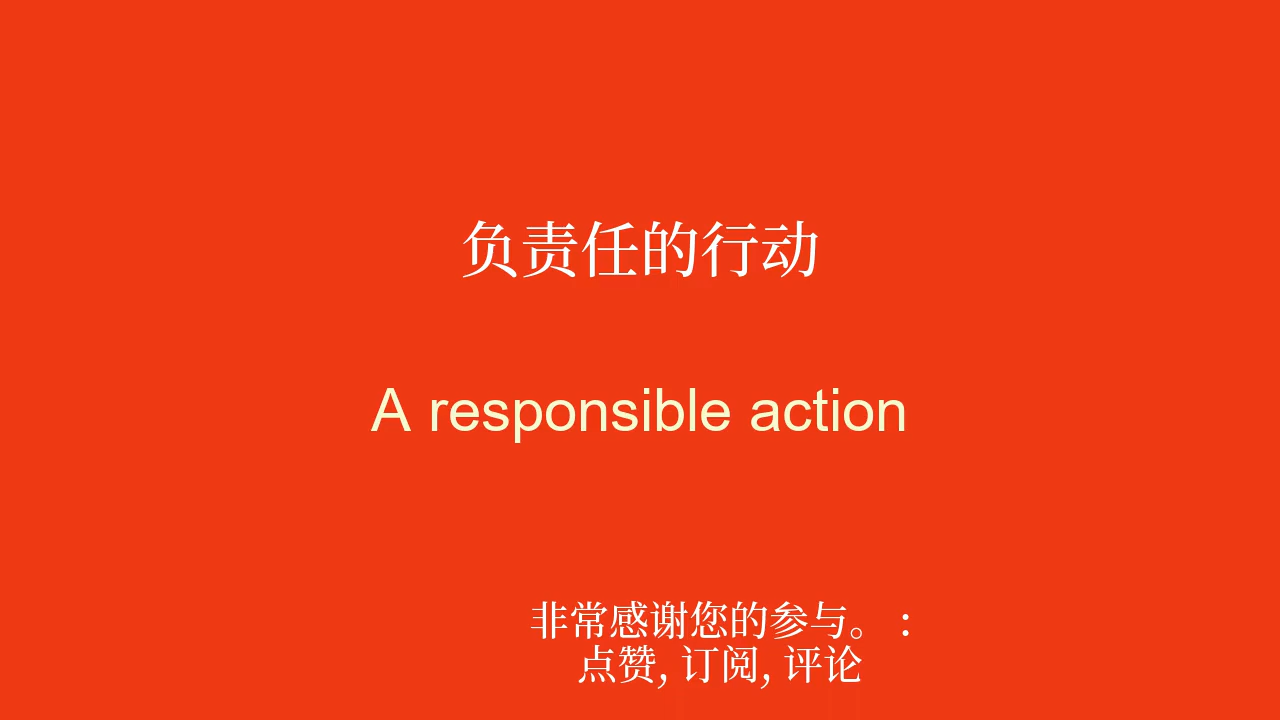 负责任的行动
A responsible action
非常感谢您的参与。 :
点赞, 订阅, 评论